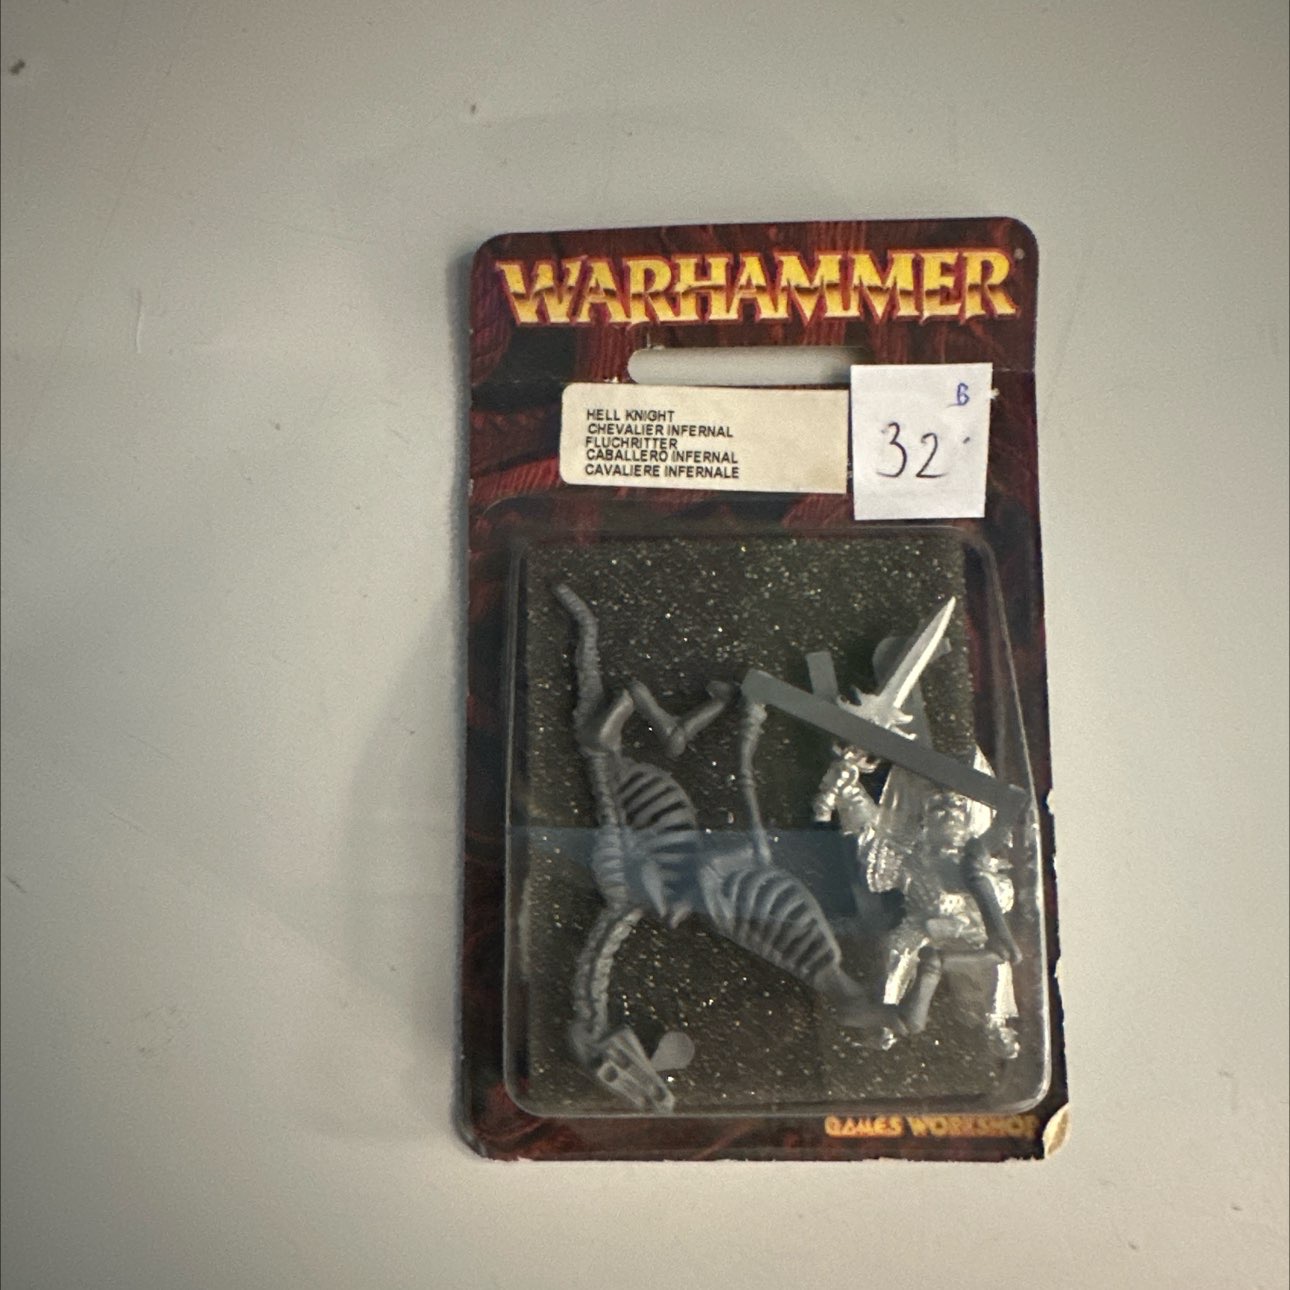 WARHAMMER®
HELL KNIGHT
CHEVALIER INFERNAL
FLUCHRITTER
CABALLERO INFERNAL
CAVALIERE INFERNALE
B
32
GAMES WORKSHOP